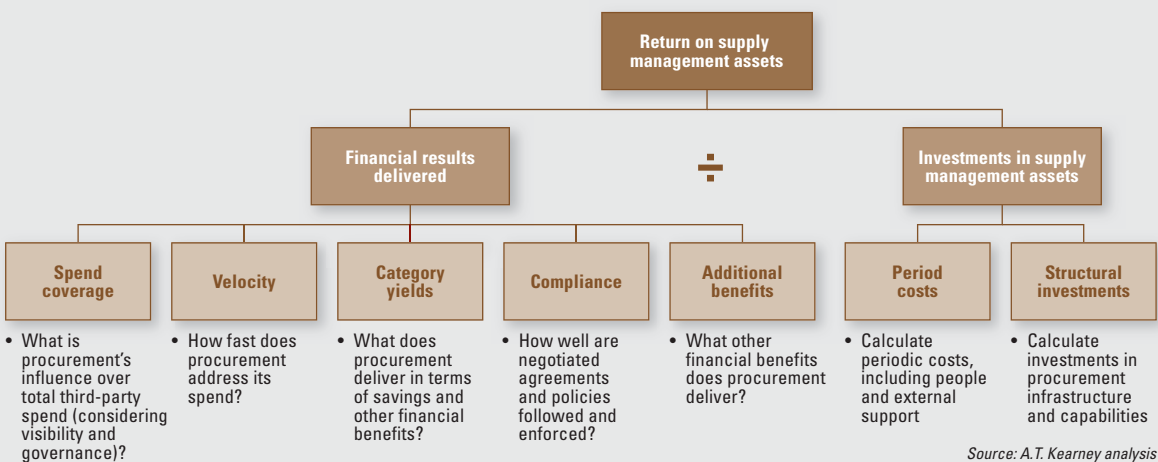 Return on supply
management assets
Financial results
delivered
÷
Investments in supply
management assets
Spend
coverage
Velocity
Category
yields
Compliance
Additional
benefits
Period
costs
Structural
investments
• What is
procurement's
influence over
total third-party
spend (considering
visibility and
governance)?
• How fast does
procurement
address its
spend?
• What does
procurement
deliver in terms
of savings and
other financial
benefits?
• How well are
negotiated
agreements
and policies
followed and
enforced?
• What other
financial benefits
does procurement
deliver?
• Calculate
periodic costs,
including people
and external
support
• Calculate
investments in
procurement
infrastructure
and capabilities
Source: A.T. Kearney analysis